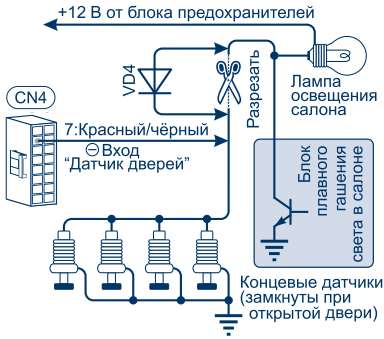 +12 В от блока предохранителей
VD4
Разрезать
Лампа
освещения
салона
CN4
7:Красный/чёрный
Вход
"Датчик дверей"
Блок
плавного
гашения
света в салоне
Концевые датчики
(замкнуты при
открытой двери)